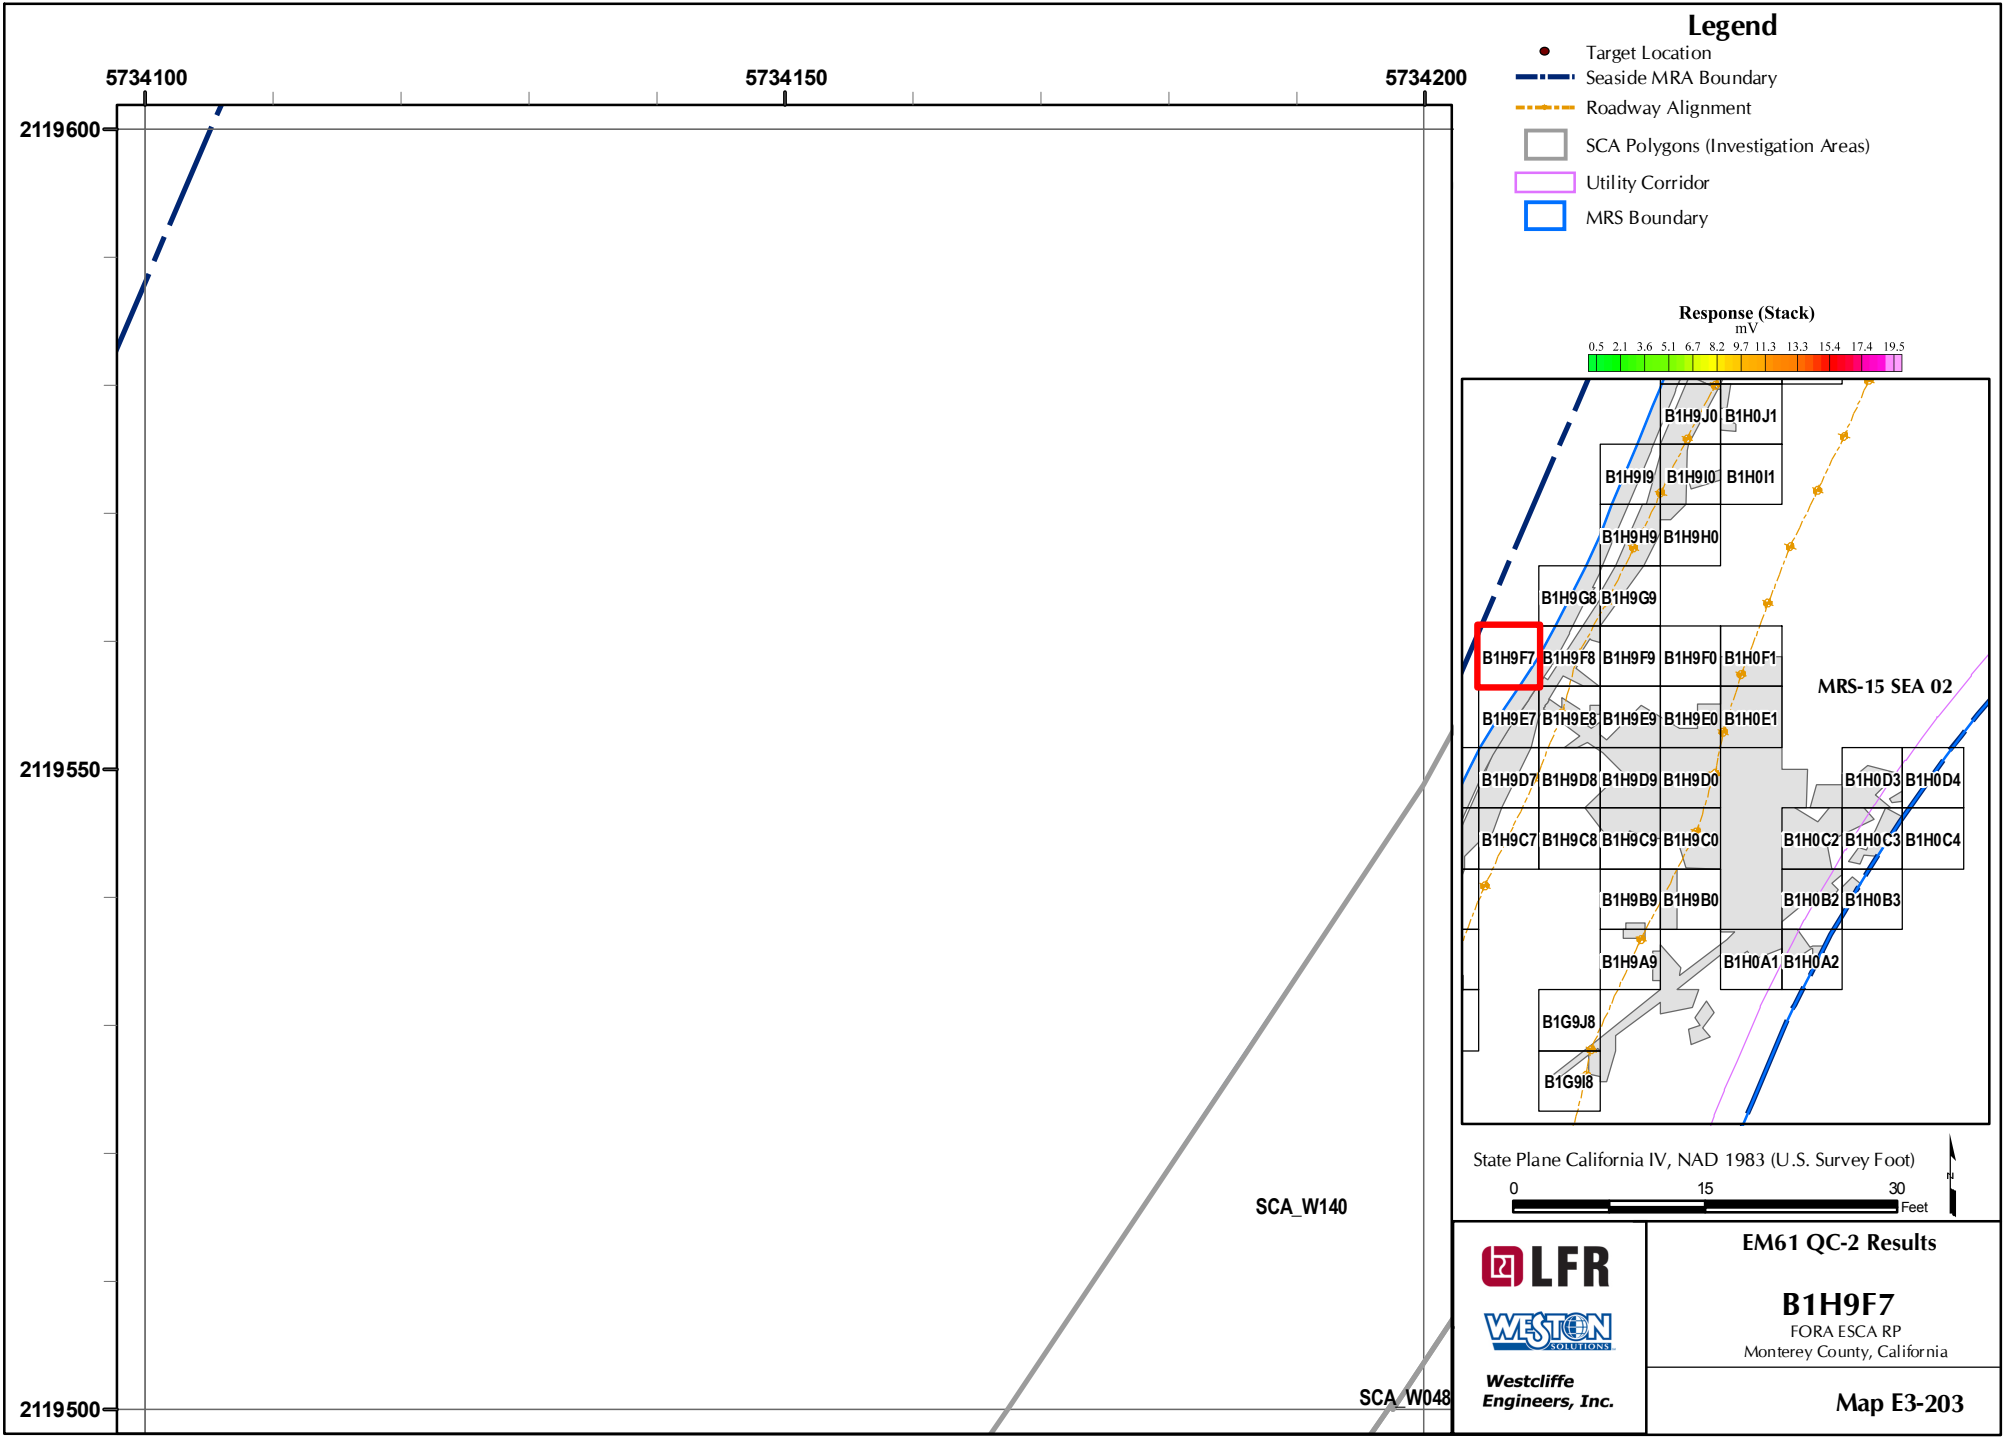 Legend
Target Location
Seaside MRA Boundary
Roadway Alignment
SCA Polygons (Investigation Areas)
Utility Corridor
MRS Boundary
5734100 5734150 5734200
2119600
2119550
2119500
SCA_W140
SCA_W048
Response (Stack)
mV
0.5 2.1 3.6 5.1 6.7 8.2 9.7 11.3 13.3 15.4 17.4 19.5
B1H9J0 B1H0J1
B1H9I9 B1H9I0 B1H0I1
B1H9H9 B1H9H0
B1H9G8 B1H9G9
B1H9F7 B1H9F8 B1H9F9 B1H9F0 B1H0F1
MRS-15 SEA 02
B1H9E7 B1H9E8 B1H9E9 B1H9E0 B1H0E1
B1H9D7 B1H9D8 B1H9D9 B1H9D0 B1H0D3 B1H0D4
B1H9C7 B1H9C8 B1H9C9 B1H9C0 B1H0C2 B1H0C3 B1H0C4
B1H9B9 B1H9B0 B1H0B2 B1H0B3
B1H9A9 B1H0A1 B1H0A2
B1G9J8
B1G9I8
State Plane California IV, NAD 1983 (U.S. Survey Foot)
0 15 30
Feet
N
LFR
WESTON
SOLUTIONS
Westcliffe
Engineers, Inc.
EM61 QC-2 Results
B1H9F7
FORA ESCA RP
Monterey County, California
Map E3-203